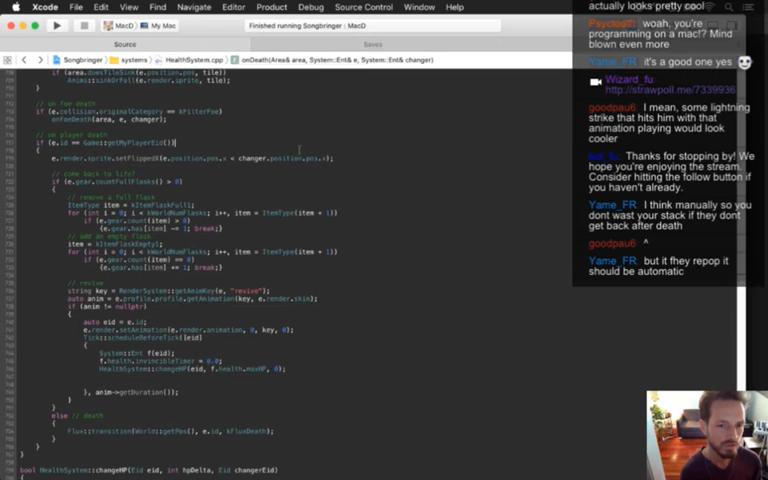 Xcode File Edit View Find Navigate Editor Product Debug Source Control Window Help
MacD My Mac
Finished running Songbringer : MacD
Source
Saves
Songbringer systems HealthSystem.cpp onDeath(Area& area, System::Ent& e, System::Ent& changer)
if (area.doesTileSink(e.position.pos, tile))
Anims::sinkOrFall(e.render.sprite, tile);
// on foe death
if (e.collision.originalCategory == kFilterFoe)
onFoeDeath(area, e, changer);
// on player death
if (e.id == Game::getMyPlayerEid())
{
e.render.sprite.setFlippedX(e.position.pos.x < changer.position.pos.x);
// come back to life?
if (e.gear.countFullFlasks() > 0)
{
// remove a full flask
ItemType item = kItemFlaskFull1;
for (int i = 0; i < kWorldNumFlasks; i++, item = ItemType(item + 1))
if (e.gear.count(item) > 0)
{e.gear.has[item] -= 1; break;}
// add an empty flask
item = kItemFlaskEmpty1;
for (int i = 0; i < kWorldNumFlasks; i++, item = ItemType(item + 1))
if (e.gear.count(item) == 0)
{e.gear.has[item] += 1; break;}
// revive
string key = RenderSystem::getAnimKey(e, "revive");
auto anim = e.profile.profile.getAnimation(key, e.render.skin);
if (anim != nullptr)
{
auto eid = e.id;
e.render.setAnimation(e.render.animation, 0, key, 0);
Tick::scheduleBeforeTick([eid]
{
System::Ent f(eid);
f.health.invincibleTimer = 0.0;
HealthSystem::changeHP(eid, f.health.maxHP, 0);
}, anim->getDuration());
}
}
else // death
Flux::transition(World::getPos(), e.id, kFluxDeath);
}
}
bool HealthSystem::changeHP(Eid eid, int hpDelta, Eid changerEid)
{
actually looks pretty cool
woah, you're
programming on a mac!? Mind
blown even more
Yame_FR it's a good one yes
Wizard_fu
http://strawpoll.me/7339936
goodpau6 I mean, some lightning
strike that hits him with that
animation playing would look
cooler
Thanks for stopping by! We
hope you're enjoying the stream.
Consider hitting the follow button if
you haven't already.
Yame_FR I think manually so you
dont wast your stack if they dont
get back after death
goodpau6 ^
Yame_FR but if fhey repop it
should be automatic